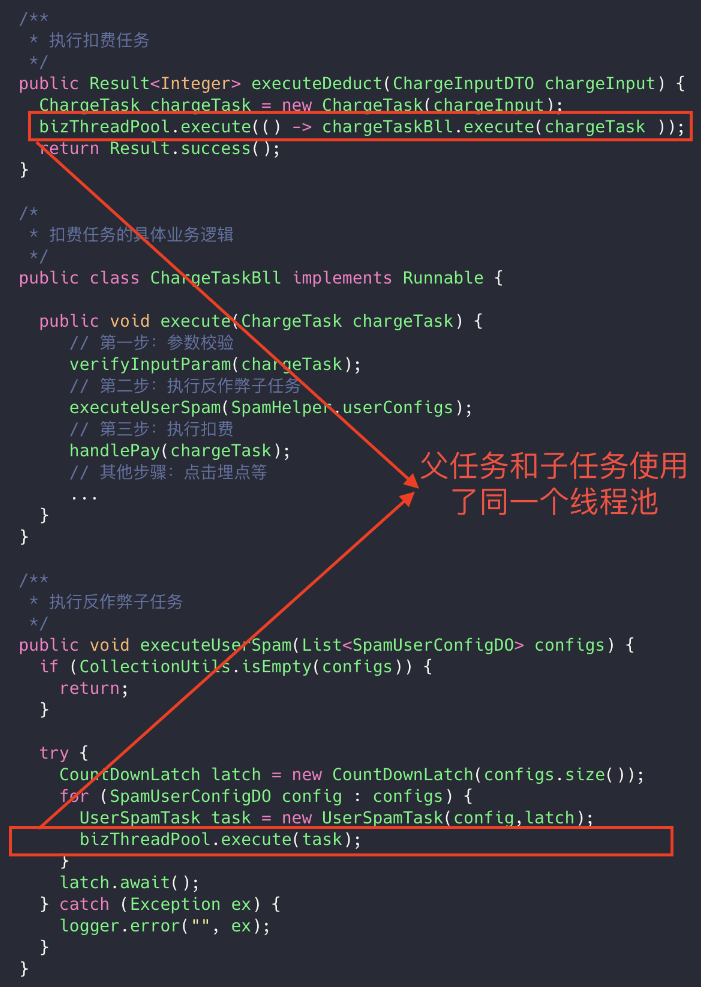 /**
 * 执行扣费任务
 */
public Result<Integer> executeDeduct(ChargeInputDTO chargeInput) {
  ChargeTask chargeTask = new ChargeTask(chargeInput);
  bizThreadPool.execute(() -> chargeTaskBll.execute(chargeTask ));
  return Result.success();
}
/*
 * 扣费任务的具体业务逻辑
 */
public class ChargeTaskBll implements Runnable {
  public void execute(ChargeTask chargeTask) {
     // 第一步：参数校验
     verifyInputParam(chargeTask);
     // 第二步：执行反作弊子任务
     executeUserSpam(SpamHelper.userConfigs);
     // 第三步：执行扣费
     handlePay(chargeTask);
     // 其他步骤：点击埋点等
     ...
  }
}
父任务和子任务使用
了同一个线程池
/**
 * 执行反作弊子任务
 */
public void executeUserSpam(List<SpamUserConfigDO> configs) {
  if (CollectionUtils.isEmpty(configs)) {
    return;
  }
  try {
    CountDownLatch latch = new CountDownLatch(configs.size());
    for (SpamUserConfigDO config : configs) {
      UserSpamTask task = new UserSpamTask(config,latch);
      bizThreadPool.execute(task);
    }
    latch.await();
  } catch (Exception ex) {
    logger.error("", ex);
  }
}